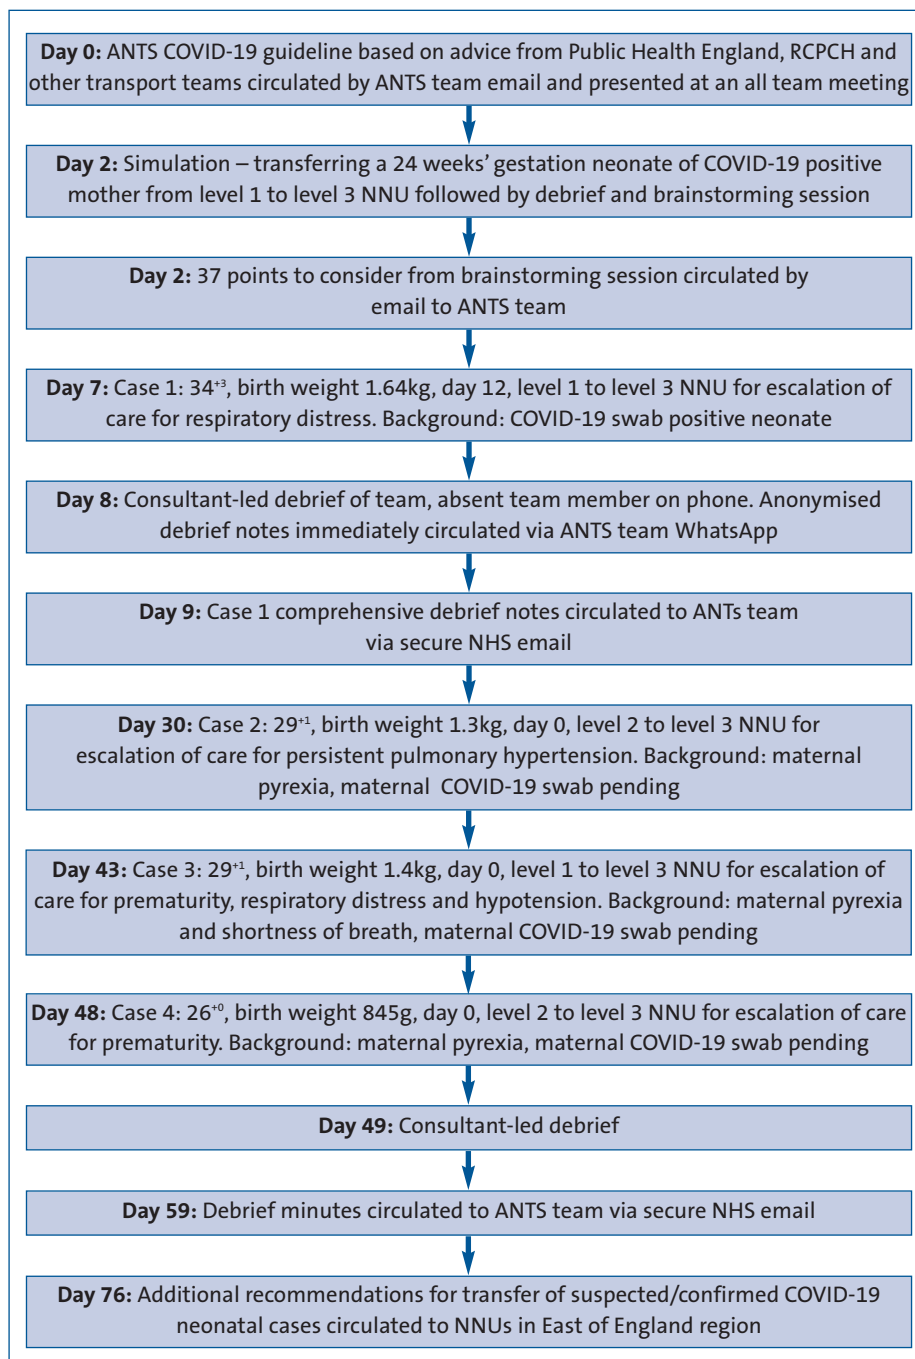 Day 0: ANTS COVID-19 guideline based on advice from Public Health England, RCPCH and
other transport teams circulated by ANTS team email and presented at an all team meeting
Day 2: Simulation – transferring a 24 weeks' gestation neonate of COVID-19 positive
mother from level 1 to level 3 NNU followed by debrief and brainstorming session
Day 2: 37 points to consider from brainstorming session circulated by
email to ANTS team
Day 7: Case 1: 34⁺³, birth weight 1.64kg, day 12, level 1 to level 3 NNU for escalation of
care for respiratory distress. Background: COVID-19 swab positive neonate
Day 8: Consultant-led debrief of team, absent team member on phone. Anonymised
debrief notes immediately circulated via ANTS team WhatsApp
Day 9: Case 1 comprehensive debrief notes circulated to ANTs team
via secure NHS email
Day 30: Case 2: 29⁺¹, birth weight 1.3kg, day 0, level 2 to level 3 NNU for
escalation of care for persistent pulmonary hypertension. Background: maternal
pyrexia, maternal COVID-19 swab pending
Day 43: Case 3: 29⁺¹, birth weight 1.4kg, day 0, level 1 to level 3 NNU for escalation of
care for prematurity, respiratory distress and hypotension. Background: maternal pyrexia
and shortness of breath, maternal COVID-19 swab pending
Day 48: Case 4: 26⁺⁰, birth weight 845g, day 0, level 2 to level 3 NNU for escalation of care
for prematurity. Background: maternal pyrexia, maternal COVID-19 swab pending
Day 49: Consultant-led debrief
Day 59: Debrief minutes circulated to ANTS team via secure NHS email
Day 76: Additional recommendations for transfer of suspected/confirmed COVID-19
neonatal cases circulated to NNUs in East of England region